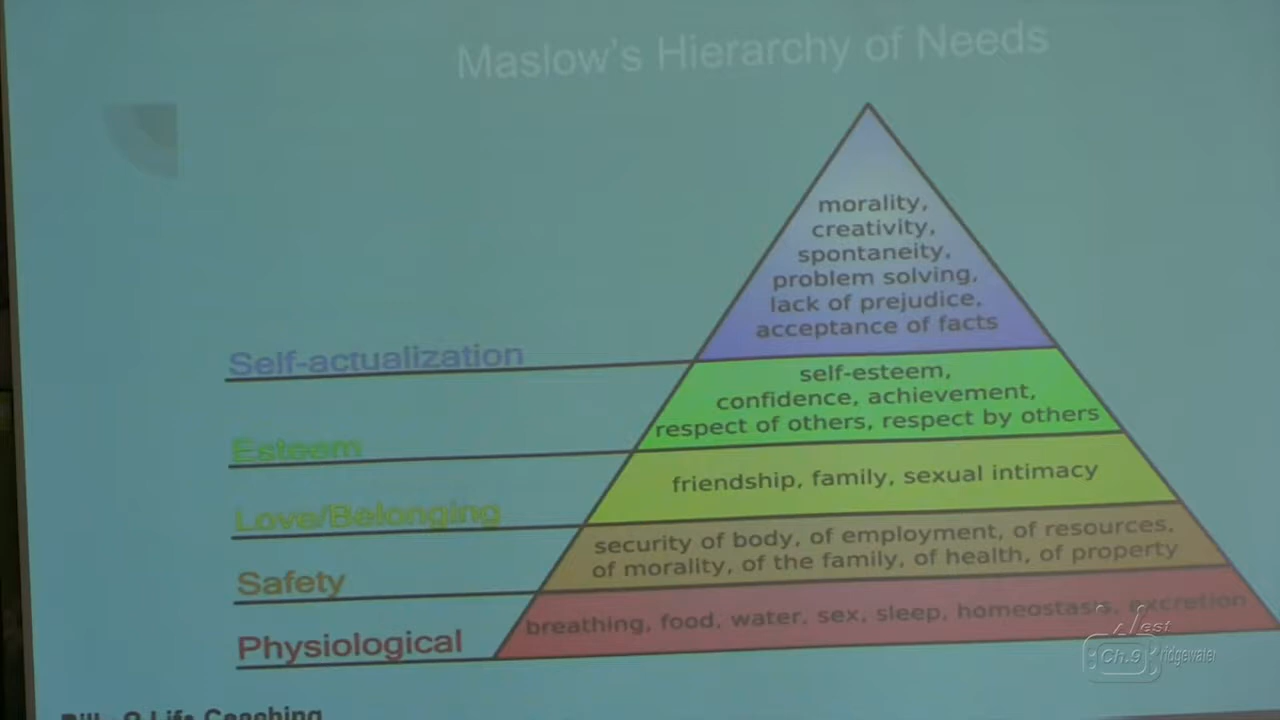 Maslow's Hierarchy of Needs
morality,
creativity,
spontaneity,
problem solving,
lack of prejudice,
acceptance of facts
Self-actualization
self-esteem,
confidence, achievement,
respect of others, respect by others
Esteem
friendship, family, sexual intimacy
Love/Belonging
security of body, of employment, of resources,
of morality, of the family, of health, of property
Safety
breathing, food, water, sex, sleep, homeostasis, excretion
Physiological
West
Ch.9 Bridgewater
Life Coaching